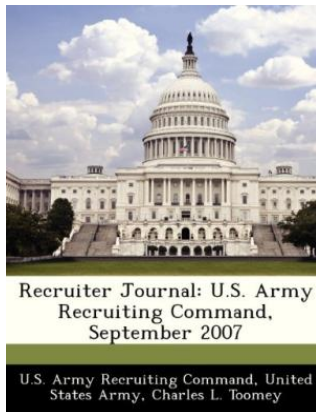 Recruiter Journal: U.S. Army
Recruiting Command,
September 2007
U.S. Army Recruiting Command, United
States Army, Charles L. Toomey